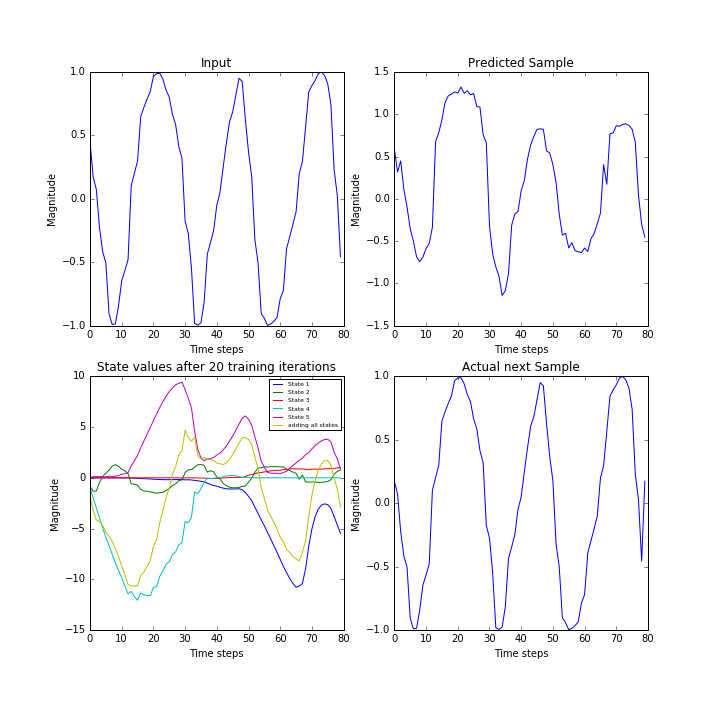 Input
Magnitude
1.0
0.5
0.0
−0.5
−1.0
0 10 20 30 40 50 60 70 80
Time steps
Predicted Sample
Magnitude
1.5
1.0
0.5
0.0
−0.5
−1.0
−1.5
0 10 20 30 40 50 60 70 80
Time steps
State values after 20 training iterations
Magnitude
10
5
0
−5
−10
−15
0 10 20 30 40 50 60 70 80
Time steps
State 1
State 2
State 3
State 4
State 5
adding all states
Actual next Sample
Magnitude
1.0
0.5
0.0
−0.5
−1.0
0 10 20 30 40 50 60 70 80
Time steps